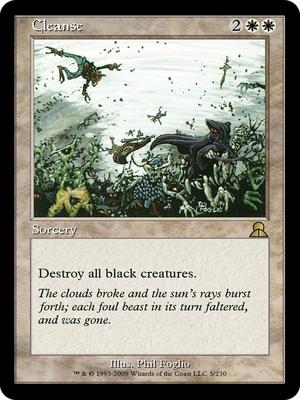 Cleanse 2
PHIL FOGLIO
Sorcery
Destroy all black creatures.
The clouds broke and the sun's rays burst
forth; each foul beast in its turn faltered,
and was gone.
Illus. Phil Foglio
™ & © 1993-2009 Wizards of the Coast LLC 5/230